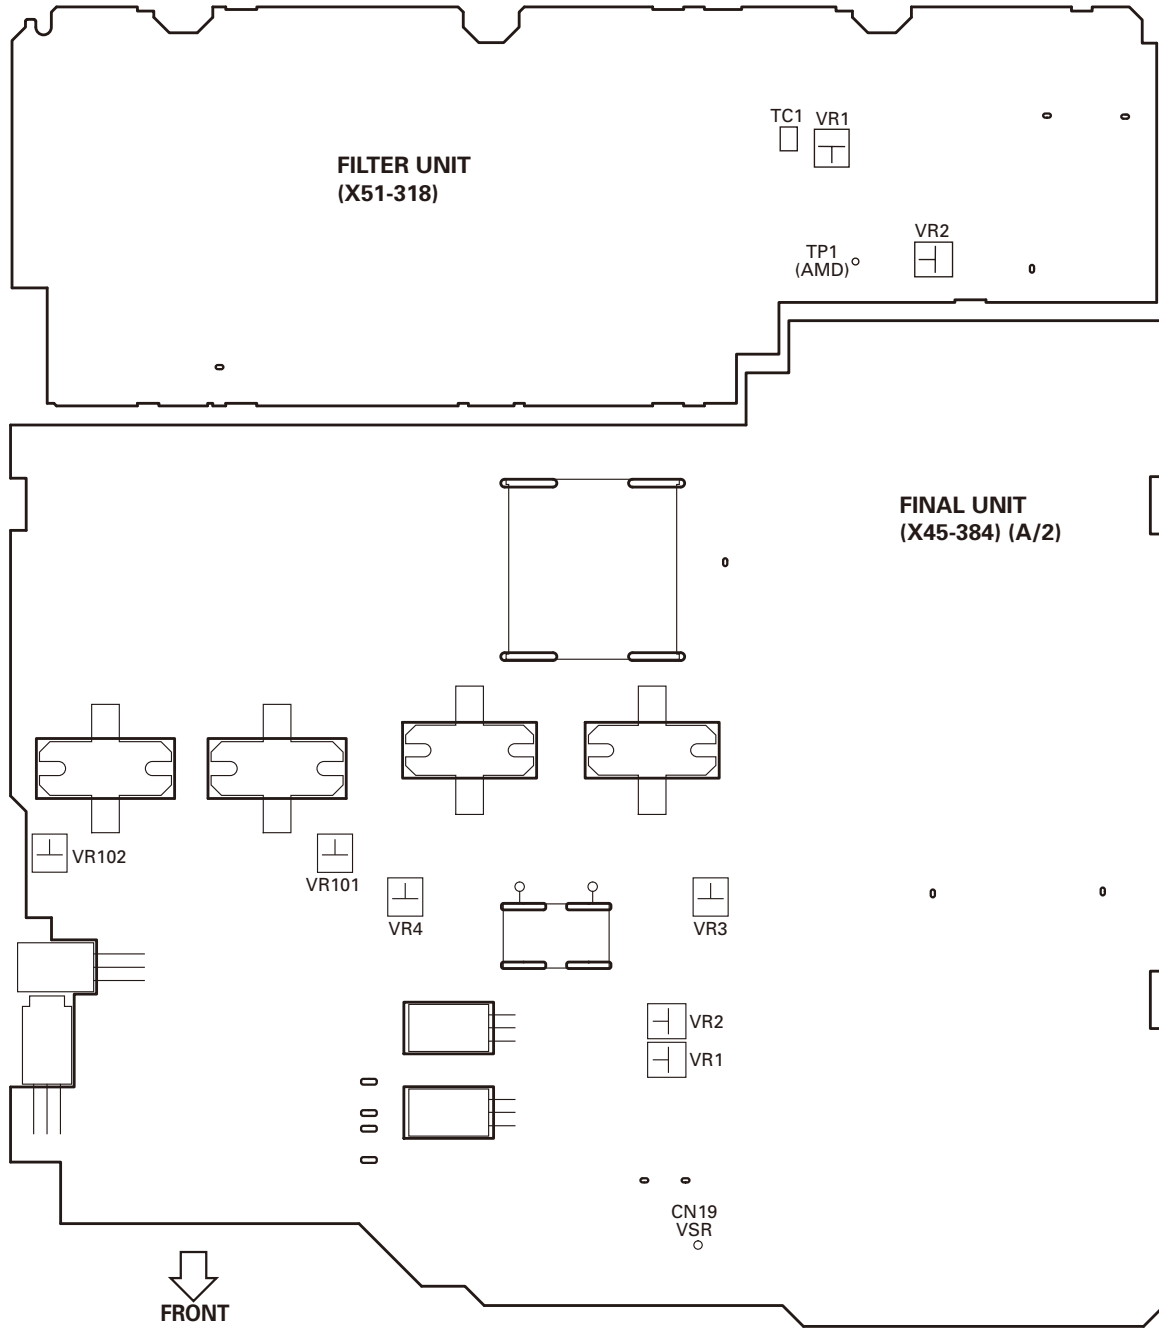 TC1 VR1
FILTER UNIT
(X51-318)
VR2
TP1
(AMD)
FINAL UNIT
(X45-384) (A/2)
VR102
VR101
VR4
VR3
VR2
VR1
CN19
VSR
FRONT